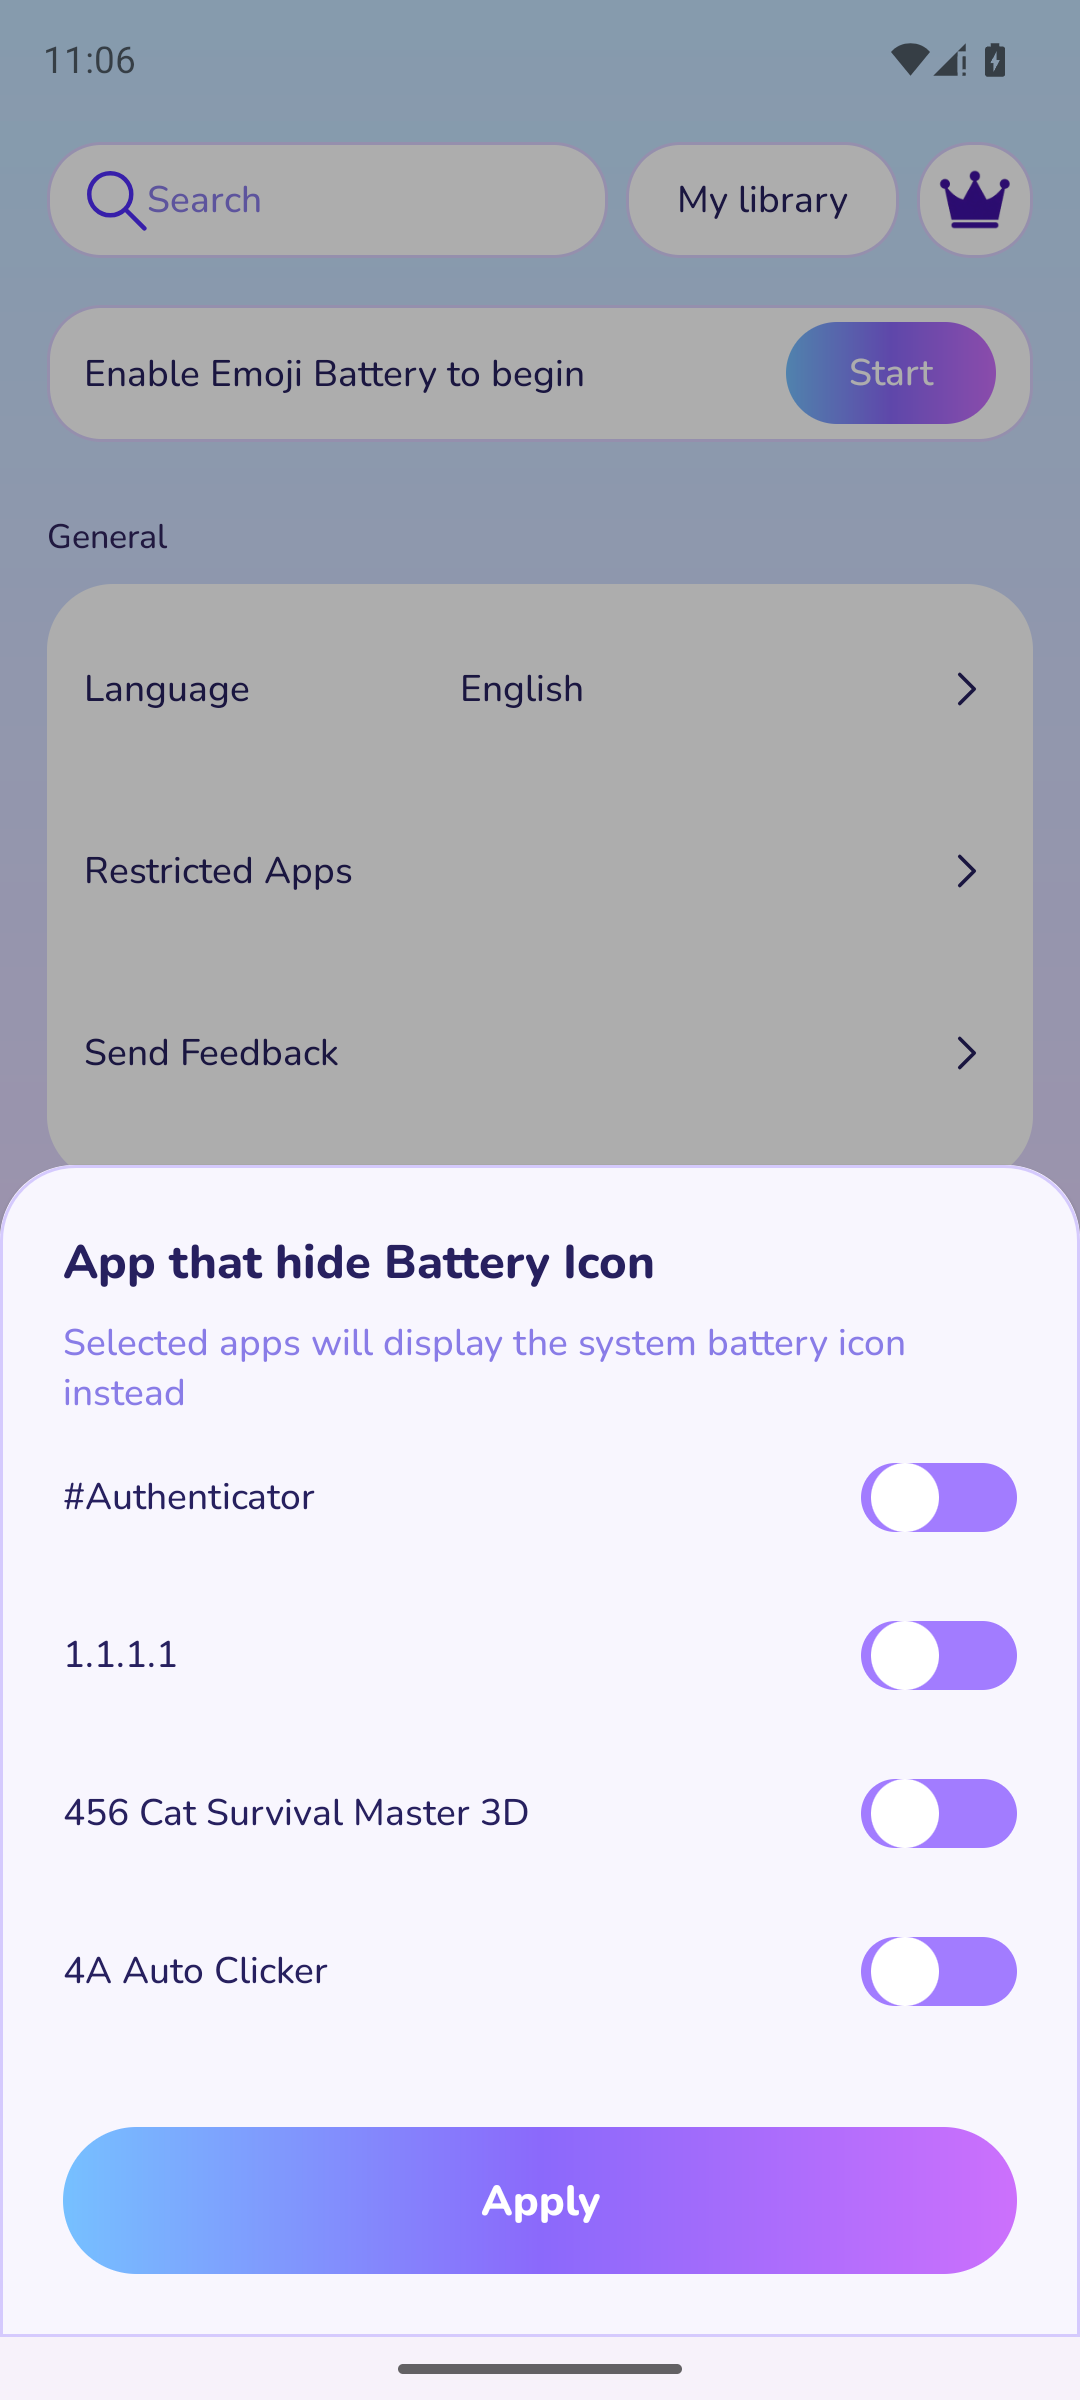 11:06
Search
My library
Enable Emoji Battery to begin
Start
General
Language
English
Restricted Apps
Send Feedback
App that hide Battery Icon
Selected apps will display the system battery icon
instead
#Authenticator
1.1.1.1
456 Cat Survival Master 3D
4A Auto Clicker
Apply